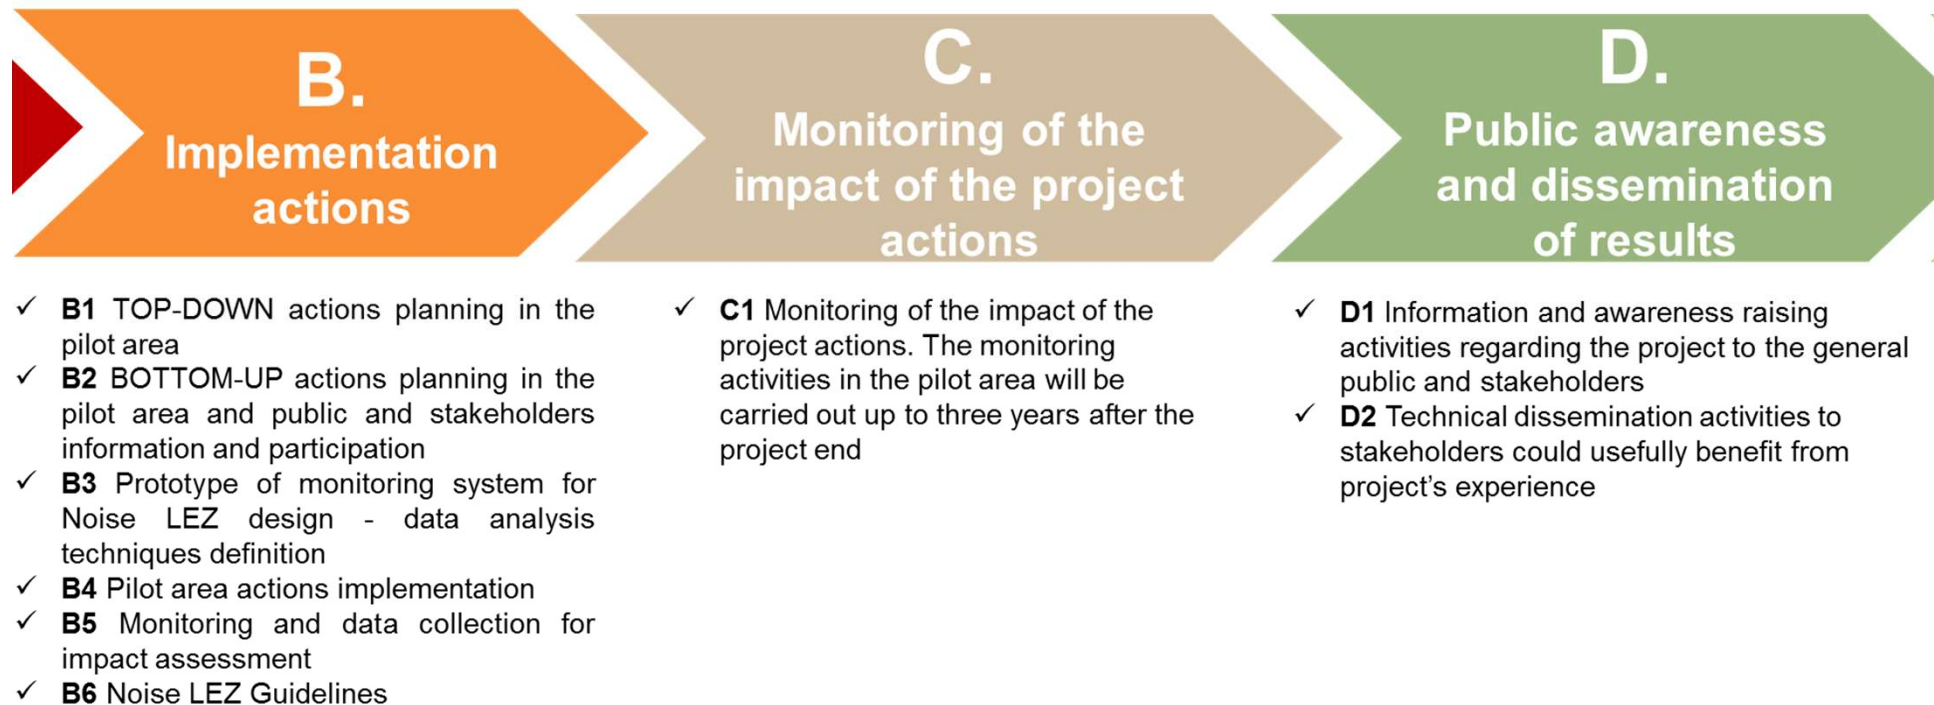 B.
Implementation
actions
B1 TOP-DOWN actions planning in the
pilot area
B2 BOTTOM-UP actions planning in the
pilot area and public and stakeholders
information and participation
B3 Prototype of monitoring system for
Noise LEZ design - data analysis
techniques definition
B4 Pilot area actions implementation
B5 Monitoring and data collection for
impact assessment
B6 Noise LEZ Guidelines
C.
Monitoring of the
impact of the project
actions
C1 Monitoring of the impact of the
project actions. The monitoring
activities in the pilot area will be
carried out up to three years after the
project end
D.
Public awareness
and dissemination
of results
D1 Information and awareness raising
activities regarding the project to the general
public and stakeholders
D2 Technical dissemination activities to
stakeholders could usefully benefit from
project’s experience